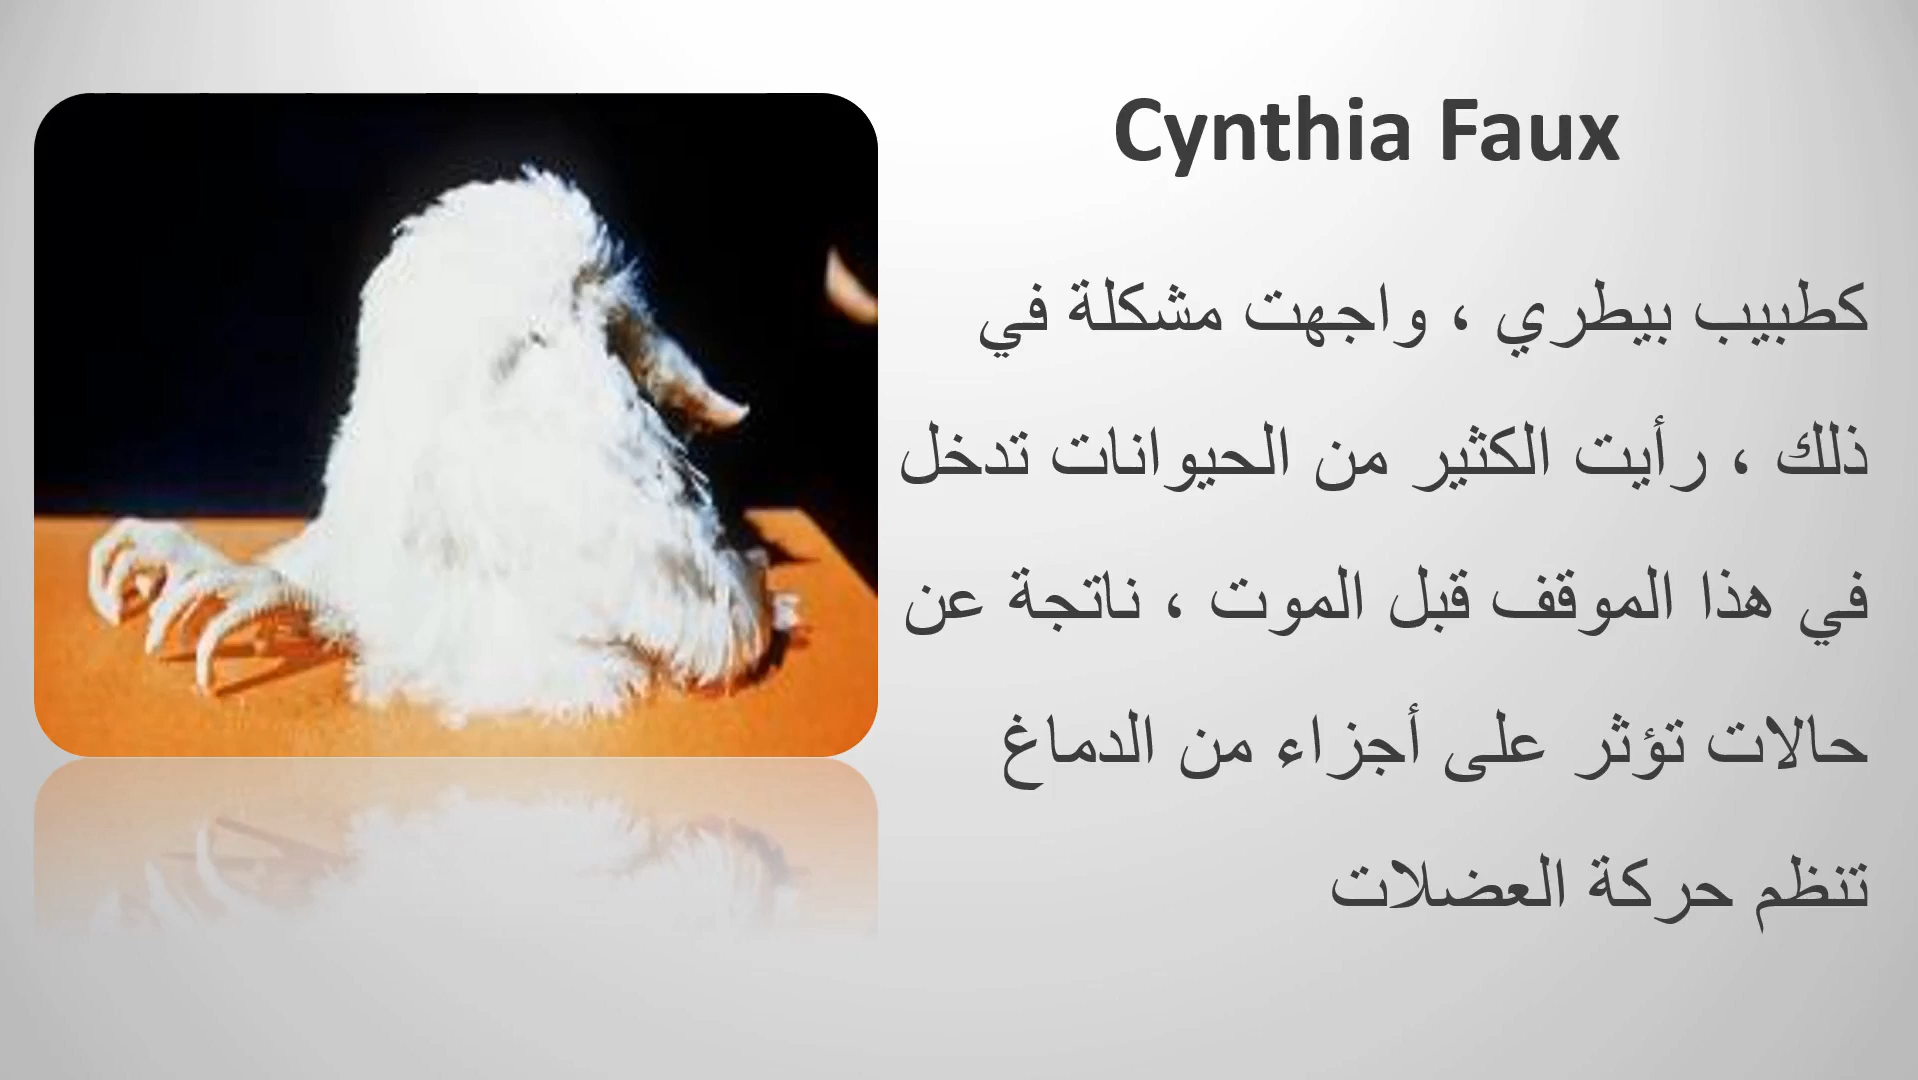 Cynthia Faux
كطبيب بيطري ، واجهت مشكلة في
ذلك ، رأيت الكثير من الحيوانات تدخل
في هذا الموقف قبل الموت ، ناتجة عن
حالات تؤثر على أجزاء من الدماغ
تنظم حركة العضلات